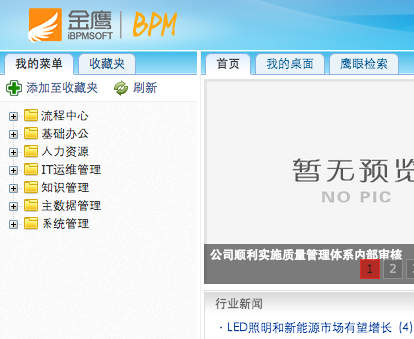 金鹰 BPM
iBPMSOFT
我的菜单 收藏夹
首页 我的桌面 鹰眼检索
添加至收藏夹 刷新
流程中心
基础办公
人力资源
IT运维管理
知识管理
主数据管理
系统管理
暂无预览
NO PIC
公司顺利实施质量管理体系内部审核
1 2
行业新闻
· LED照明和新能源市场有望增长 (4)